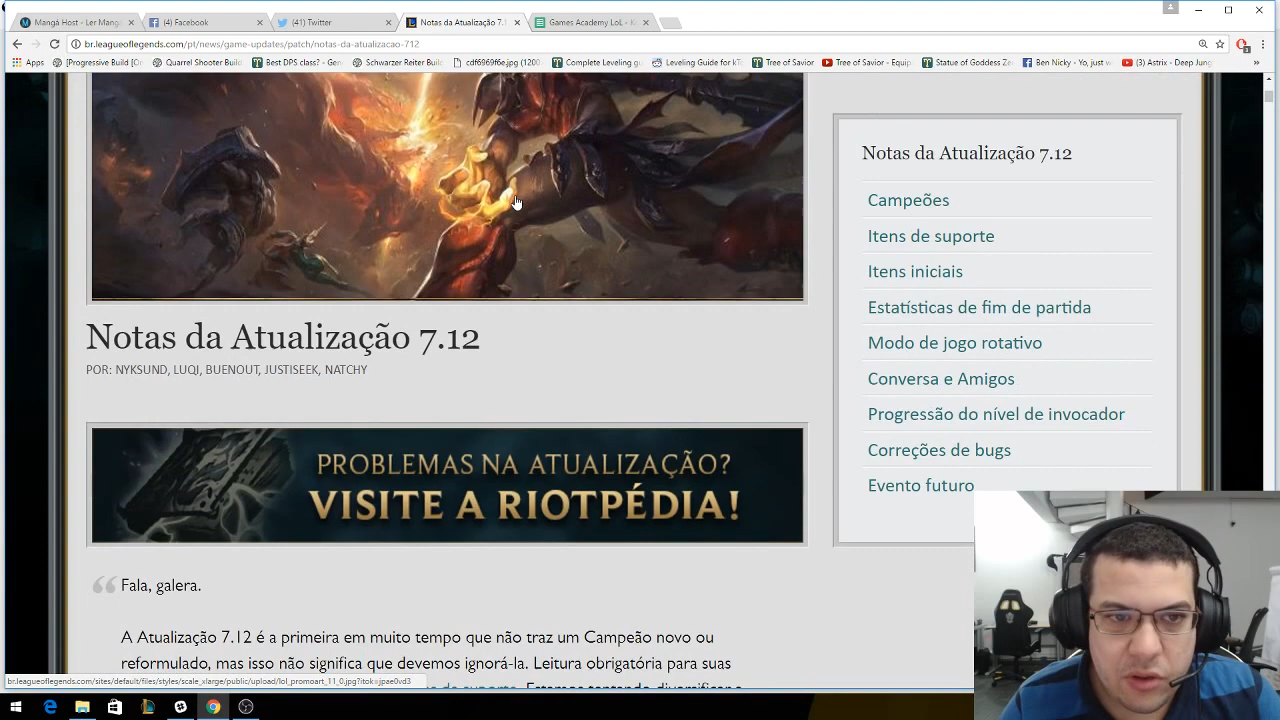 Mangá Host - Ler Mang
(4) Facebook
(41) Twitter
Notas da Atualização 7.1
Games Academy LoL - K
br.leagueoflegends.com/pt/news/game-updates/patch/notas-da-atualizacao-712
Apps
[Progressive Build [Pr
Quarrel Shooter Build
Best DPS class? - Gen
Schwarzer Reiter Buil
cdf6969f6e.jpg (1200
Complete Leveling gu
Leveling Guide for kT
Tree of Savior
Tree of Savior - Equip
Statue of Goddess Ze
Ben Nicky - Yo, just w
(3) Astrix - Deep Jung
»
Notas da Atualização 7.12
Campeões
Itens de suporte
Itens iniciais
Estatísticas de fim de partida
Modo de jogo rotativo
Conversa e Amigos
Progressão do nível de invocador
Correções de bugs
Evento futuro
Notas da Atualização 7.12
POR: NYKSUND, LUQI, BUENOUT, JUSTISEEK, NATCHY
PROBLEMAS NA ATUALIZAÇÃO?
VISITE A RIOTPÉDIA!
Fala, galera.
A Atualização 7.12 é a primeira em muito tempo que não traz um Campeão novo ou
reformulado, mas isso não significa que devemos ignorá-la. Leitura obrigatória para suas
br.leagueoflegends.com/sites/default/files/styles/scale_xlarge/public/upload/lol_promoart_11_0.jpg?itok=jpae0vd3